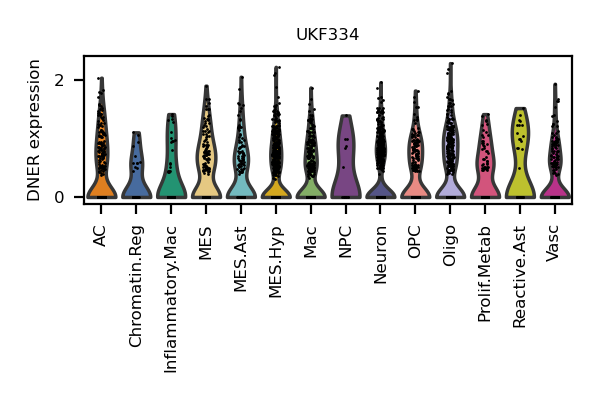 UKF334
DNER expression
2
0
AC
Chromatin.Reg
Inflammatory.Mac
MES
MES.Ast
MES.Hyp
Mac
NPC
Neuron
OPC
Oligo
Prolif.Metab
Reactive.Ast
Vasc